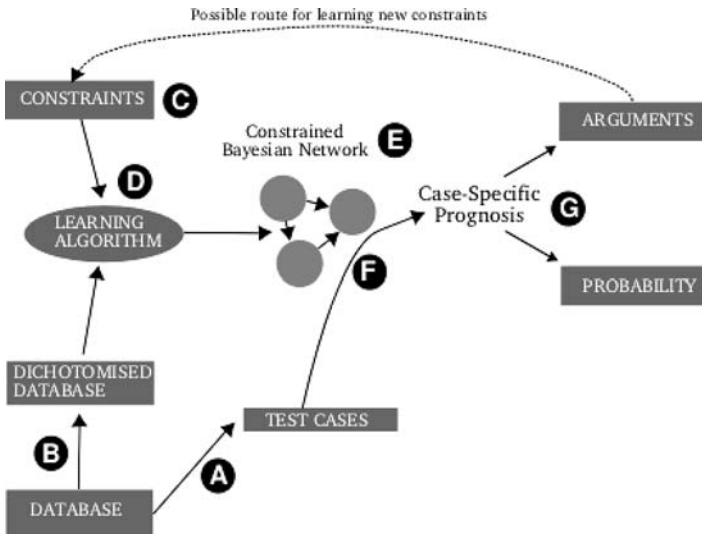 Possible route for learning new constraints
CONSTRAINTS
C
ARGUMENTS
Constrained
Bayesian Network
E
D
LEARNING
ALGORITHM
Case-Specific
Prognosis
G
F
PROBABILITY
DICHOTOMISED
DATABASE
TEST CASES
B
A
DATABASE